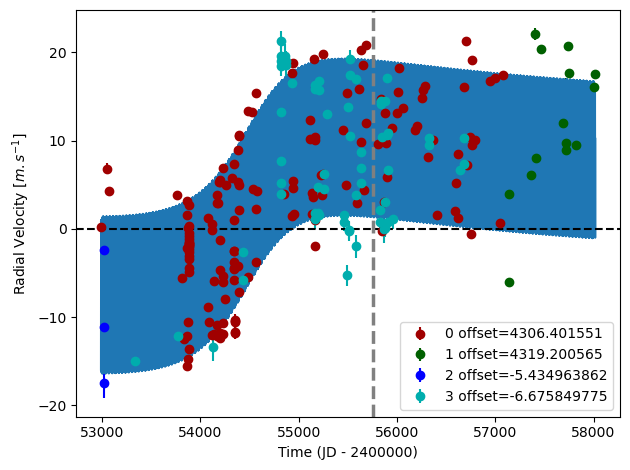 20
10
0
−10
−20
Radial Velocity [m. s⁻¹]
0 offset=4306.401551
1 offset=4319.200565
2 offset=-5.434963862
3 offset=-6.675849775
53000 54000 55000 56000 57000 58000
Time (JD - 2400000)